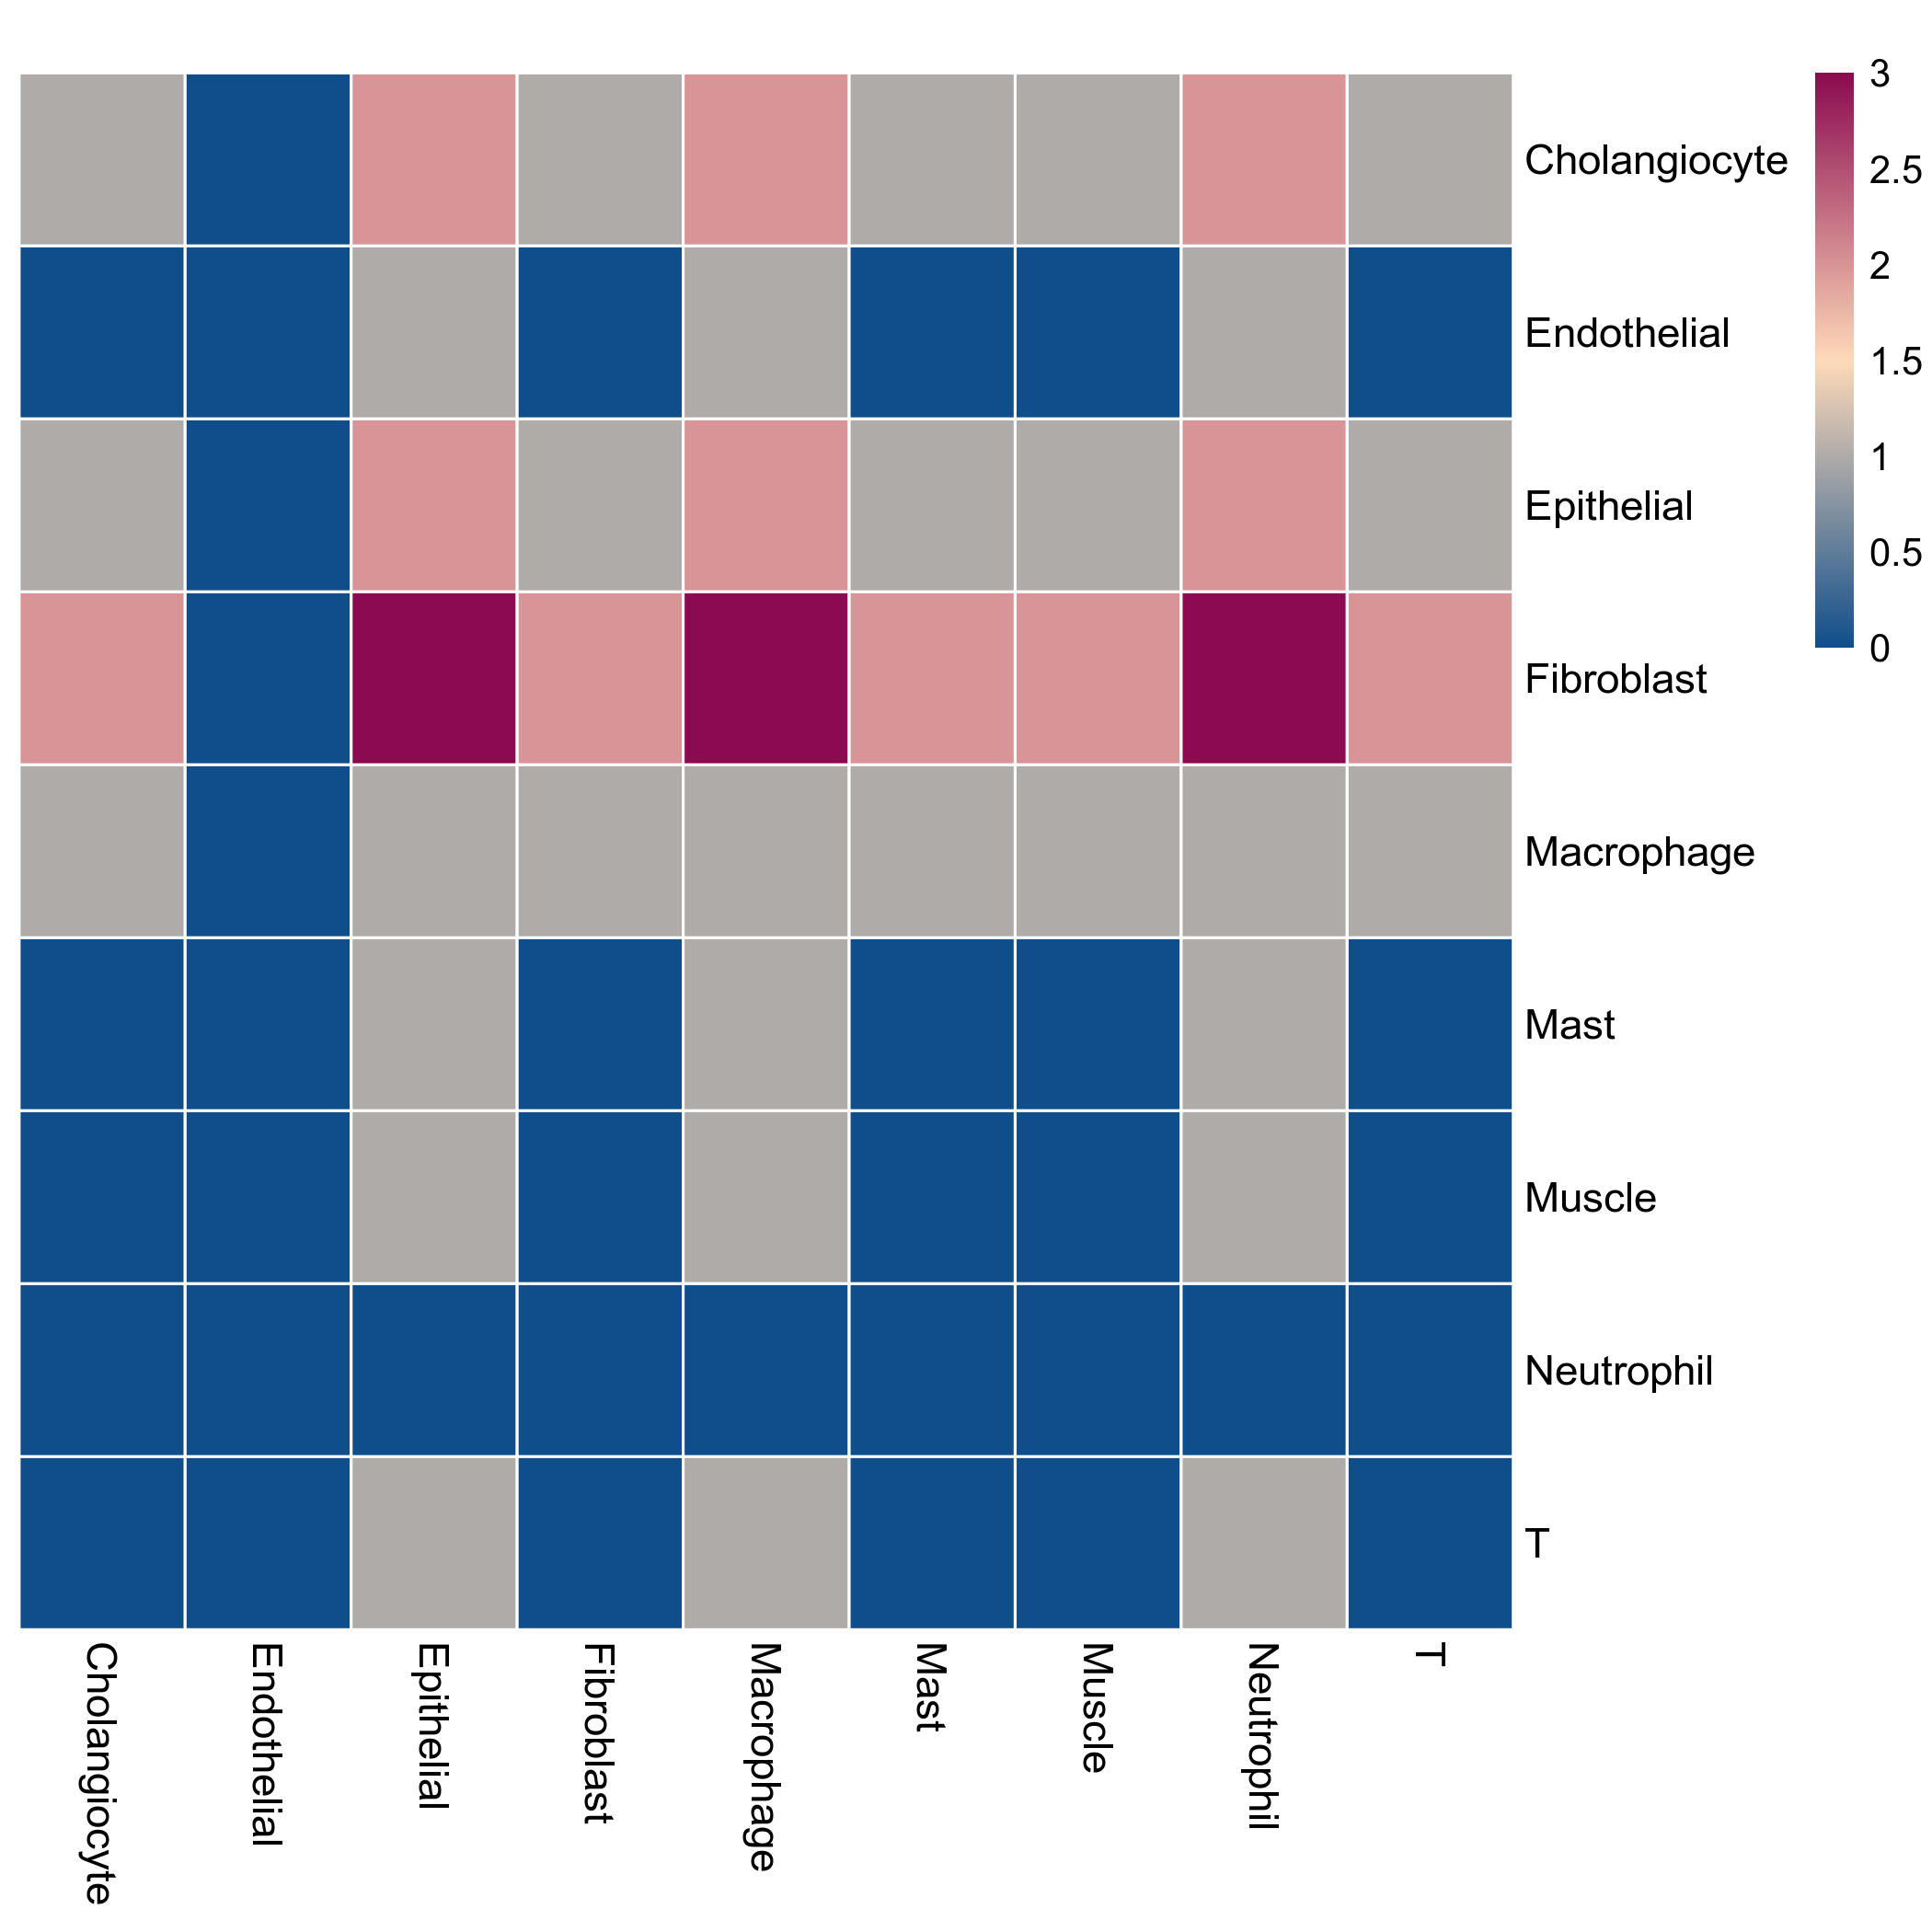 3
2.5
2
1.5
1
0.5
0
Cholangiocyte
Endothelial
Epithelial
Fibroblast
Macrophage
Mast
Muscle
Neutrophil
T
Cholangiocyte
Endothelial
Epithelial
Fibroblast
Macrophage
Mast
Muscle
Neutrophil
T